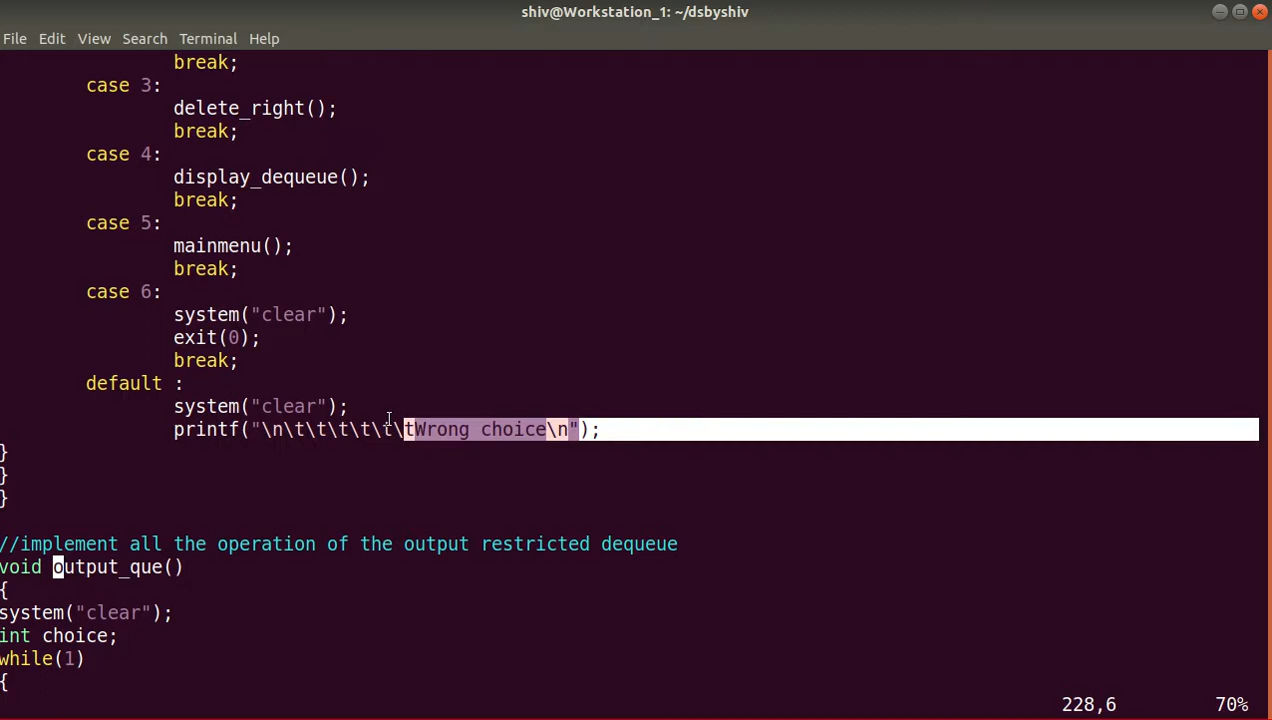 shiv@Workstation_1: ~/dsbyshiv
File Edit View Search Terminal Help
break;
case 3:
delete_right();
break;
case 4:
display_dequeue();
break;
case 5:
mainmenu();
break;
case 6:
system("clear");
exit(0);
break;
default :
system("clear");
printf("\n\t\t\t\t\t\tWrong choice\n");
}
}
}
//implement all the operation of the output restricted dequeue
void output_que()
{
system("clear");
int choice;
while(1)
{
228,6 70%